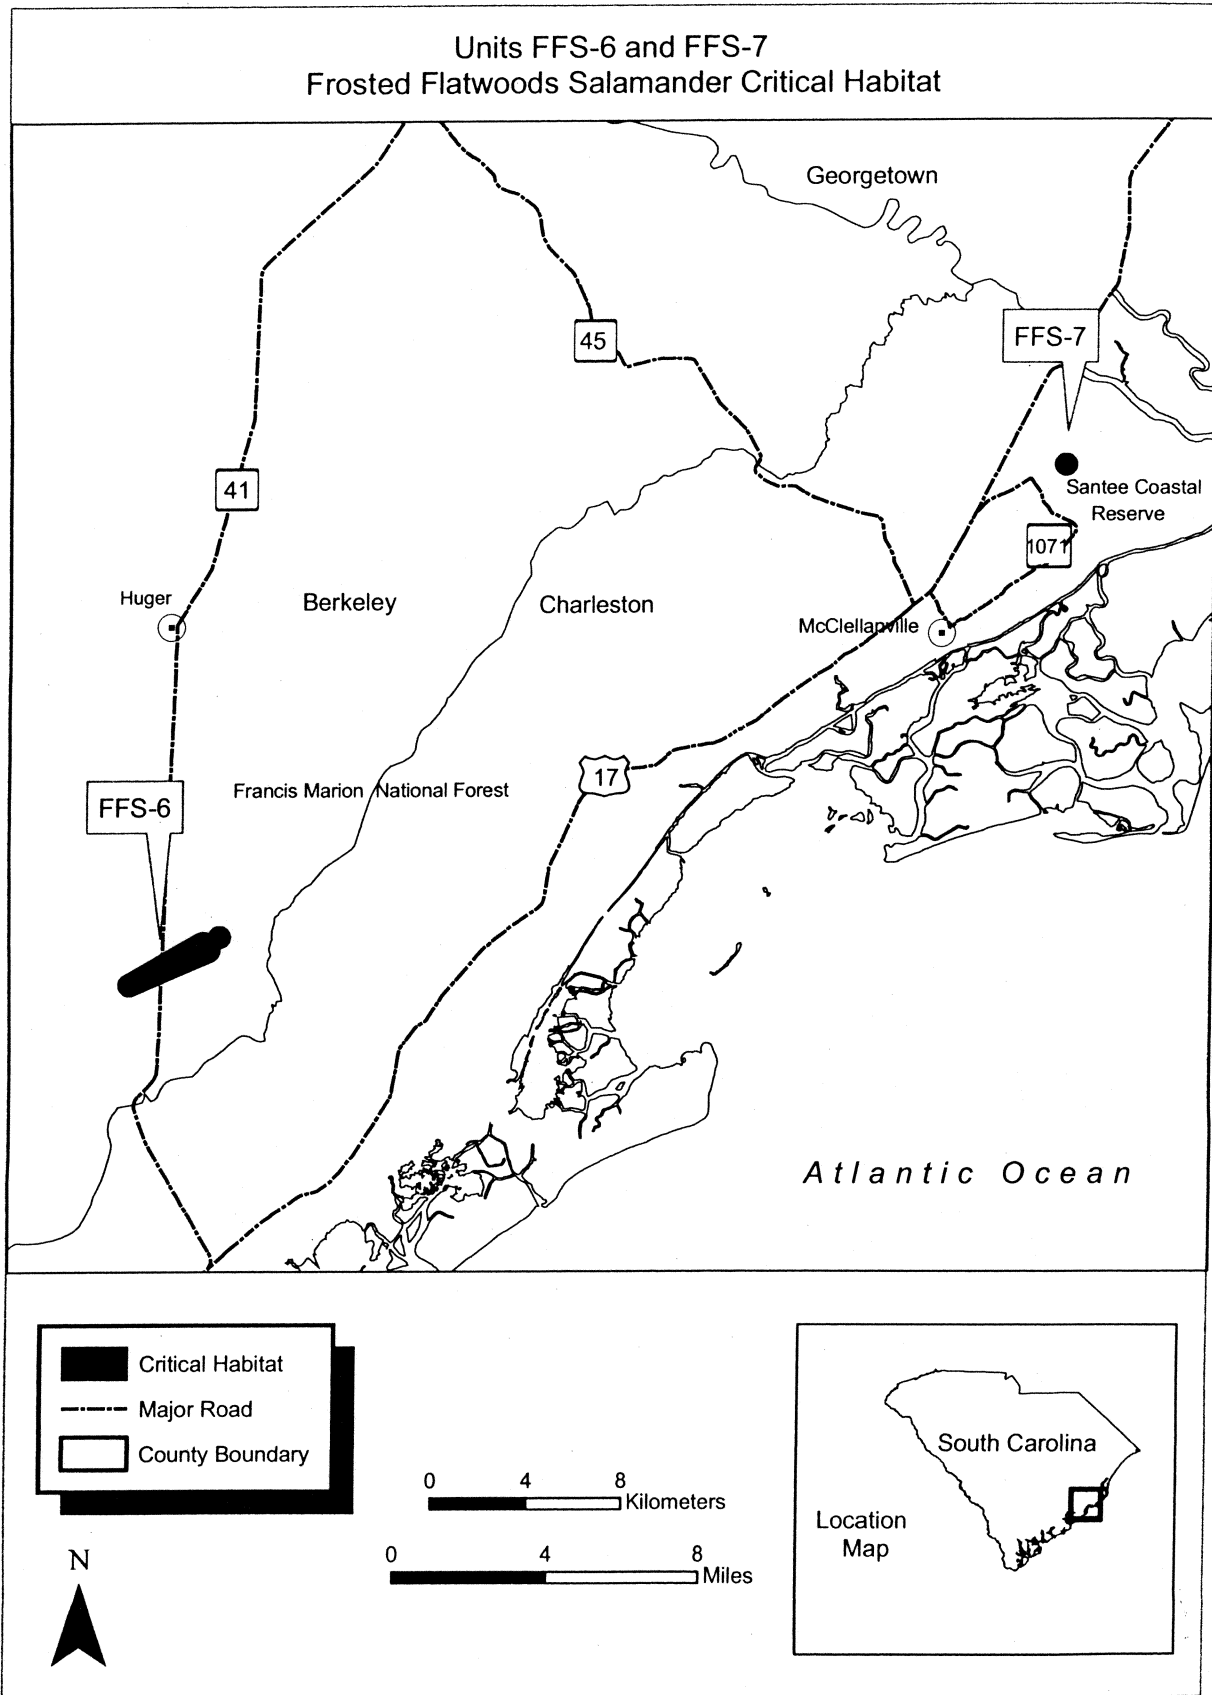 Units FFS-6 and FFS-7
Frosted Flatwoods Salamander Critical Habitat
Georgetown
FFS-7
45
41
Santee Coastal
Reserve
1071
Huger
Berkeley
Charleston
McClellanville
17
Francis Marion National Forest
FFS-6
Atlantic Ocean
Critical Habitat
Major Road
County Boundary
0 4 8
Kilometers
0 4 8
Miles
N
South Carolina
Location
Map